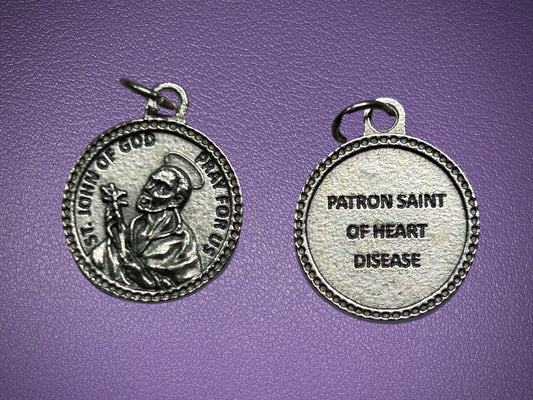 ST. JOHN OF GOD PRAY FOR US
PATRON SAINT
OF HEART
DISEASE